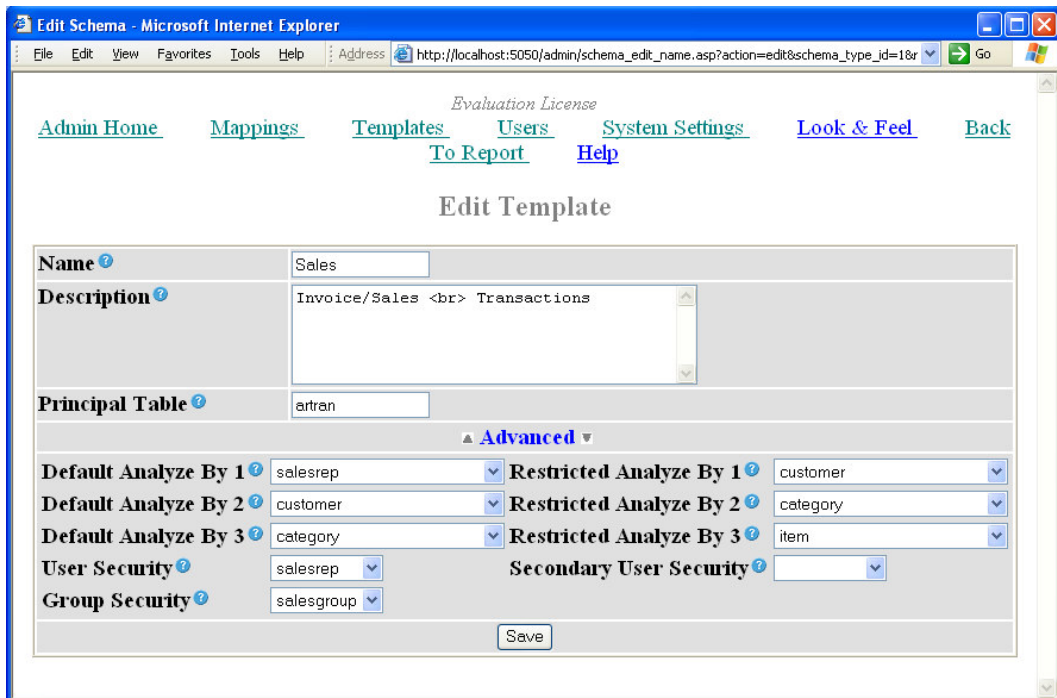 Edit Schema - Microsoft Internet Explorer
File Edit View Favorites Tools Help Address http://localhost:5050/admin/schema_edit_name.asp?action=edit&schema_type_id=1&r Go
Evaluation License
Admin Home Mappings Templates Users System Settings Look & Feel Back
To Report Help
Edit Template
Name Sales
Description Invoice/Sales <br> Transactions
Principal Table artran
Advanced
Default Analyze By 1 salesrep Restricted Analyze By 1 customer
Default Analyze By 2 customer Restricted Analyze By 2 category
Default Analyze By 3 category Restricted Analyze By 3 item
User Security salesrep Secondary User Security
Group Security salesgroup
Save